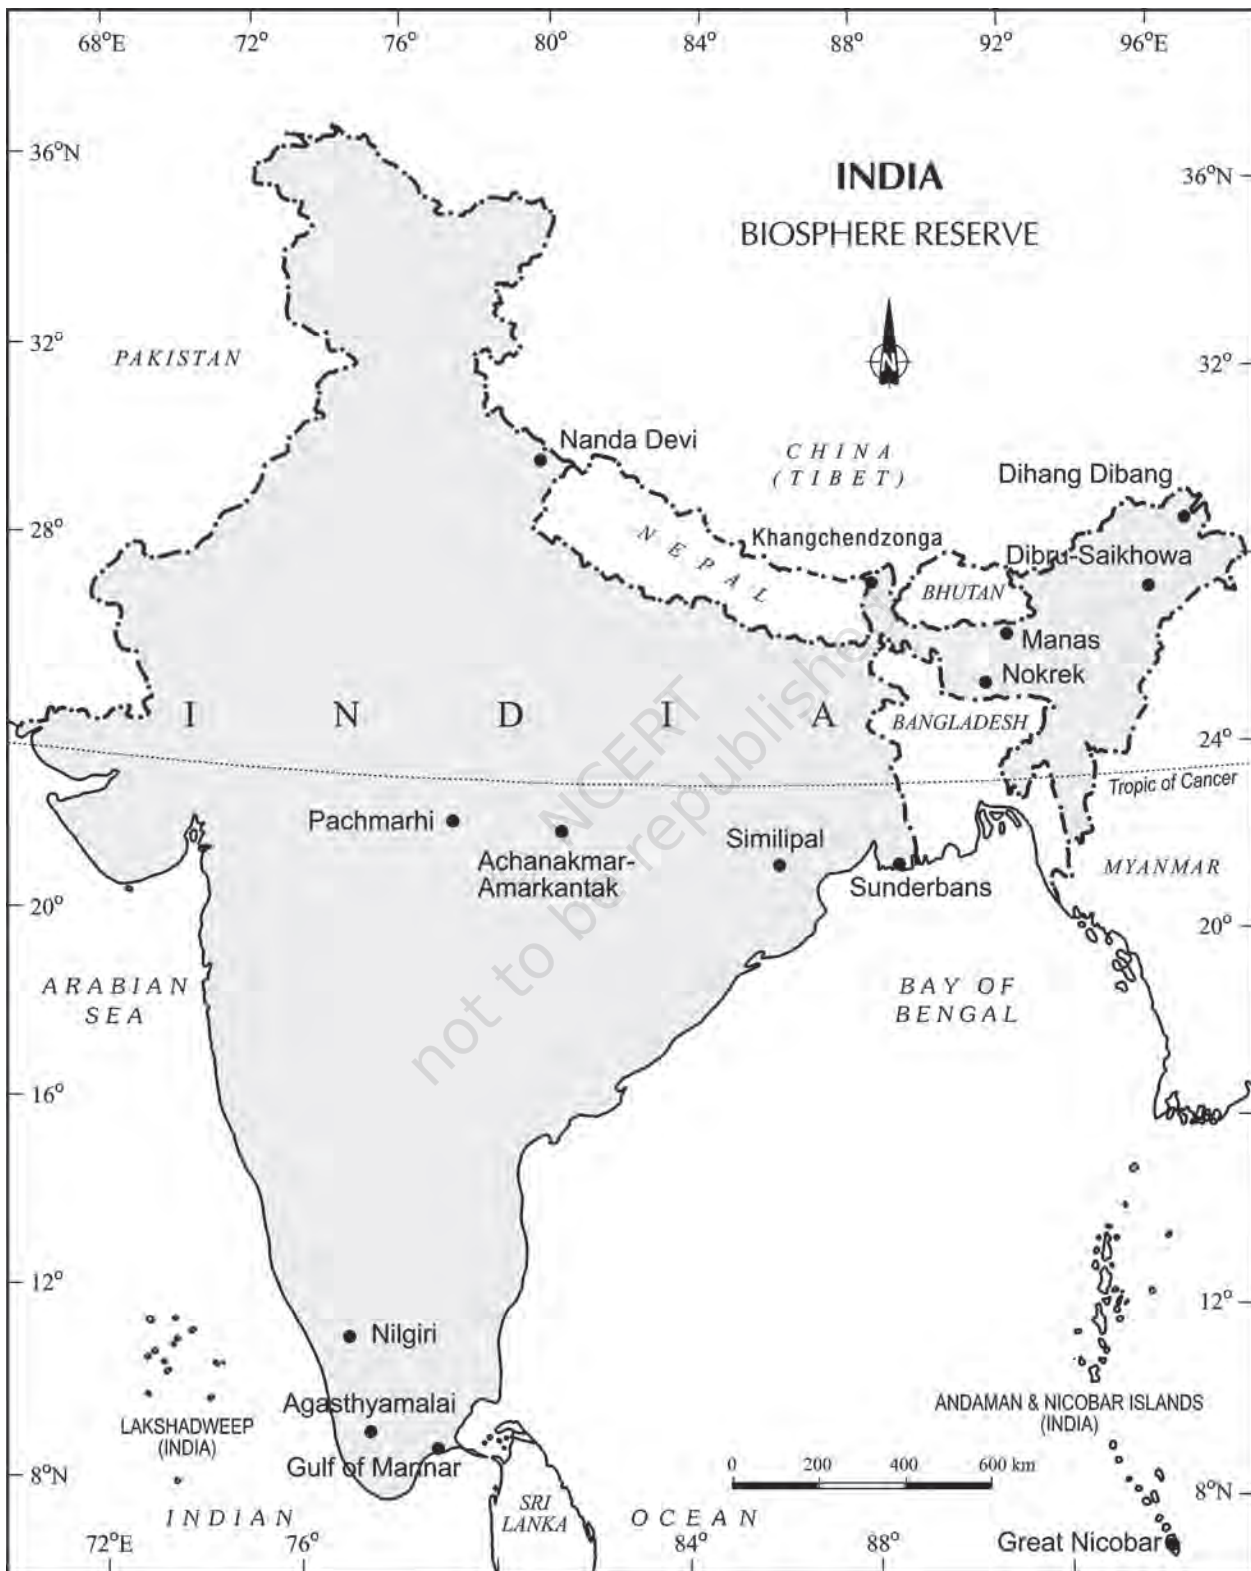 68°E 72° 76° 80° 84° 88° 92° 96°E
36°N
INDIA
36°N
BIOSPHERE RESERVE
32°
PAKISTAN
N
32°
Nanda Devi
CHINA
(TIBET)
Dihang Dibang
28°
NEPAL
Khangchendzonga
Dibru-Saikhowa
BHUTAN
Manas
Nokrek
I N D I A
BANGLADESH
24°
Tropic of Cancer
NCERT
not to be republished
Pachmarhi
Achanakmar-
Amarkantak
Similipal
Sunderbans
MYANMAR
20°
20°
ARABIAN
SEA
BAY OF
BENGAL
16°
12°
12°
Nilgiri
Agasthyamalai
LAKSHADWEEP
(INDIA)
Gulf of Mannar
ANDAMAN & NICOBAR ISLANDS
(INDIA)
0 200 400 600 km
8°N
8°N
SRI
LANKA
INDIAN OCEAN
Great Nicobar
72°E 76° 84° 88°